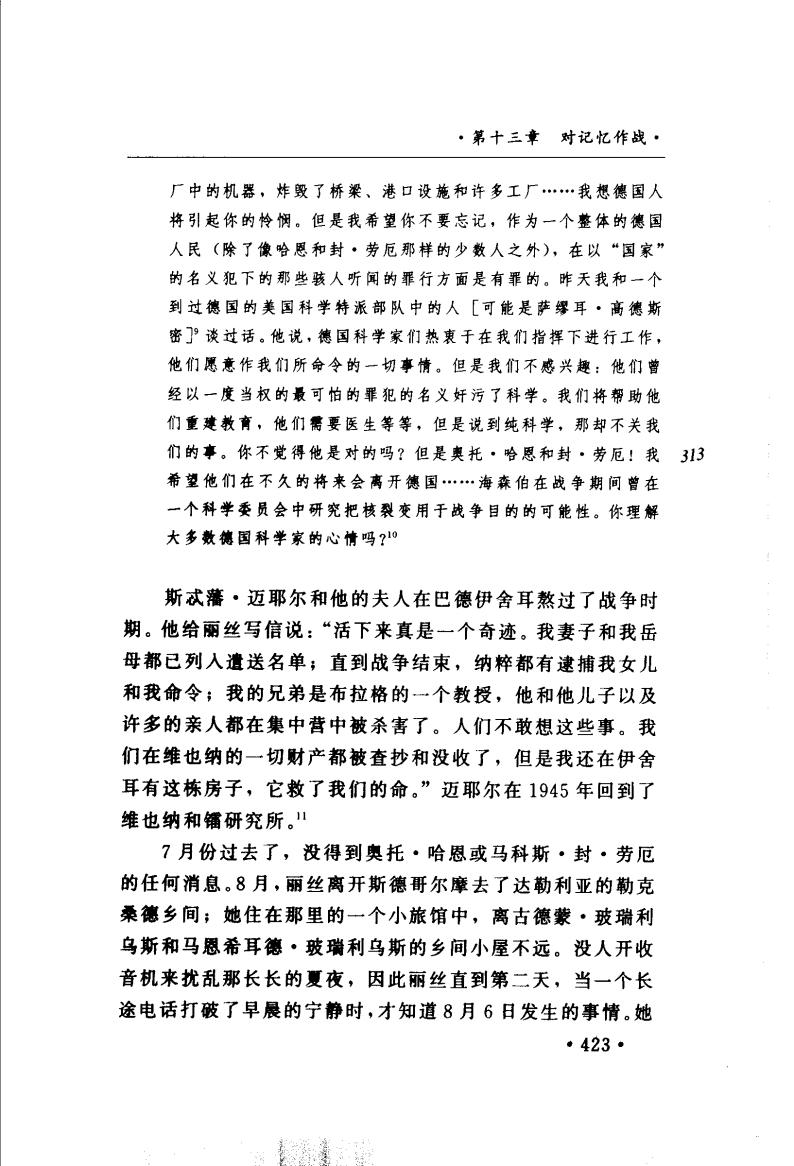 ·第十三章 对记忆作战·
厂中的机器，炸毁了桥梁、港口设施和许多工厂……我想德国人
将引起你的怜悯。但是我希望你不要忘记，作为一个整体的德国
人民（除了像哈恩和封·劳厄那样的少数人之外），在以“国家”
的名义犯下的那些骇人听闻的罪行方面是有罪的。昨天我和一个
到过德国的美国科学特派部队中的人［可能是萨缪耳·高德斯
密］⁹谈过话。他说，德国科学家们热衷于在我们指挥下进行工作，
他们愿意作我们所命令的一切事情。但是我们不感兴趣：他们曾
经以一度当权的最可怕的罪犯的名义奸污了科学。我们将帮助他
们重建教育，他们需要医生等等，但是说到纯科学，那却不关我
们的事。你不觉得他是对的吗？但是奥托·哈恩和封·劳厄！我 313
希望他们在不久的将来会离开德国……海森伯在战争期间曾在
一个科学委员会中研究把核裂变用于战争目的的可能性。你理解
大多数德国科学家的心情吗？¹⁰
斯忒藩·迈耶尔和他的夫人在巴德伊舍耳熬过了战争时
期。他给丽丝写信说：“活下来真是一个奇迹。我妻子和我岳
母都已列入遣送名单；直到战争结束，纳粹都有逮捕我女儿
和我命令；我的兄弟是布拉格的一个教授，他和他儿子以及
许多的亲人都在集中营中被杀害了。人们不敢想这些事。我
们在维也纳的一切财产都被查抄和没收了，但是我还在伊舍
耳有这栋房子，它救了我们的命。”迈耶尔在 1945 年回到了
维也纳和镭研究所。¹¹
7 月份过去了，没得到奥托·哈恩或马科斯·封·劳厄
的任何消息。8 月，丽丝离开斯德哥尔摩去了达勒利亚的勒克
桑德乡间；她住在那里的一个小旅馆中，离古德蒙·玻瑞利
乌斯和马恩希耳德·玻瑞利乌斯的乡间小屋不远。没人开收
音机来扰乱那长长的夏夜，因此丽丝直到第二天，当一个长
途电话打破了早晨的宁静时，才知道 8 月 6 日发生的事情。她
·423·